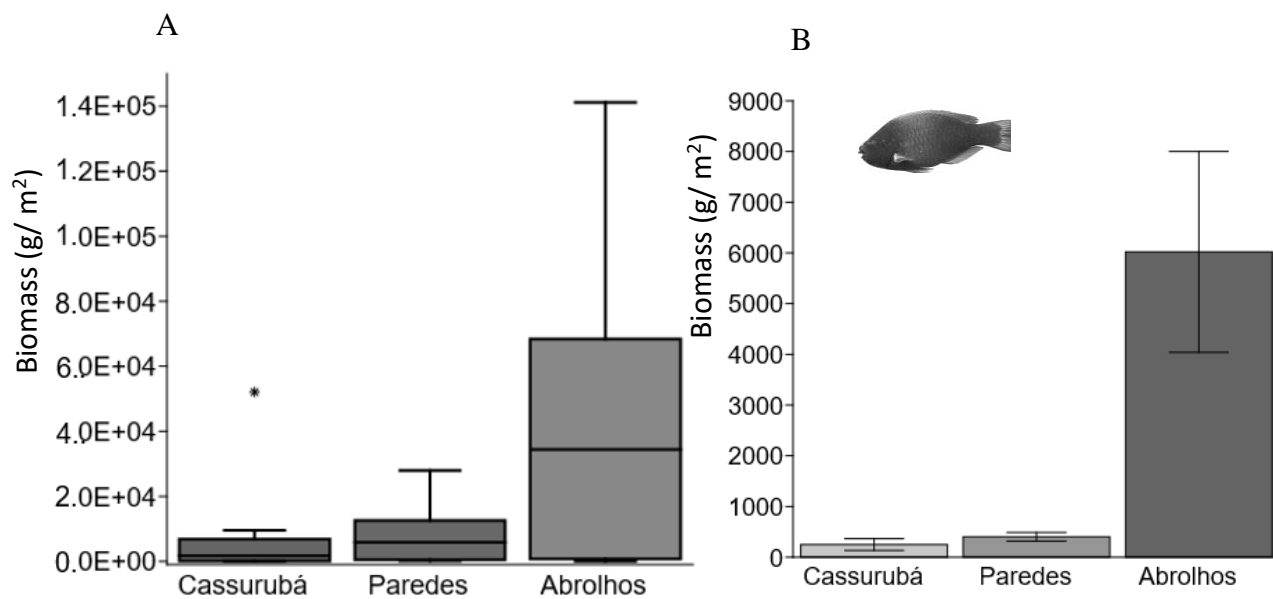 A
Biomass (g/ m²)
1.4E+05
1.2E+05
1.0E+05
8.0E+04
6.0E+04
4.0E+04
2.0E+04
0.0E+00
*
Cassurubá Paredes Abrolhos
B
Biomass (g/ m²)
9000
8000
7000
6000
5000
4000
3000
2000
1000
0
Cassurubá Paredes Abrolhos